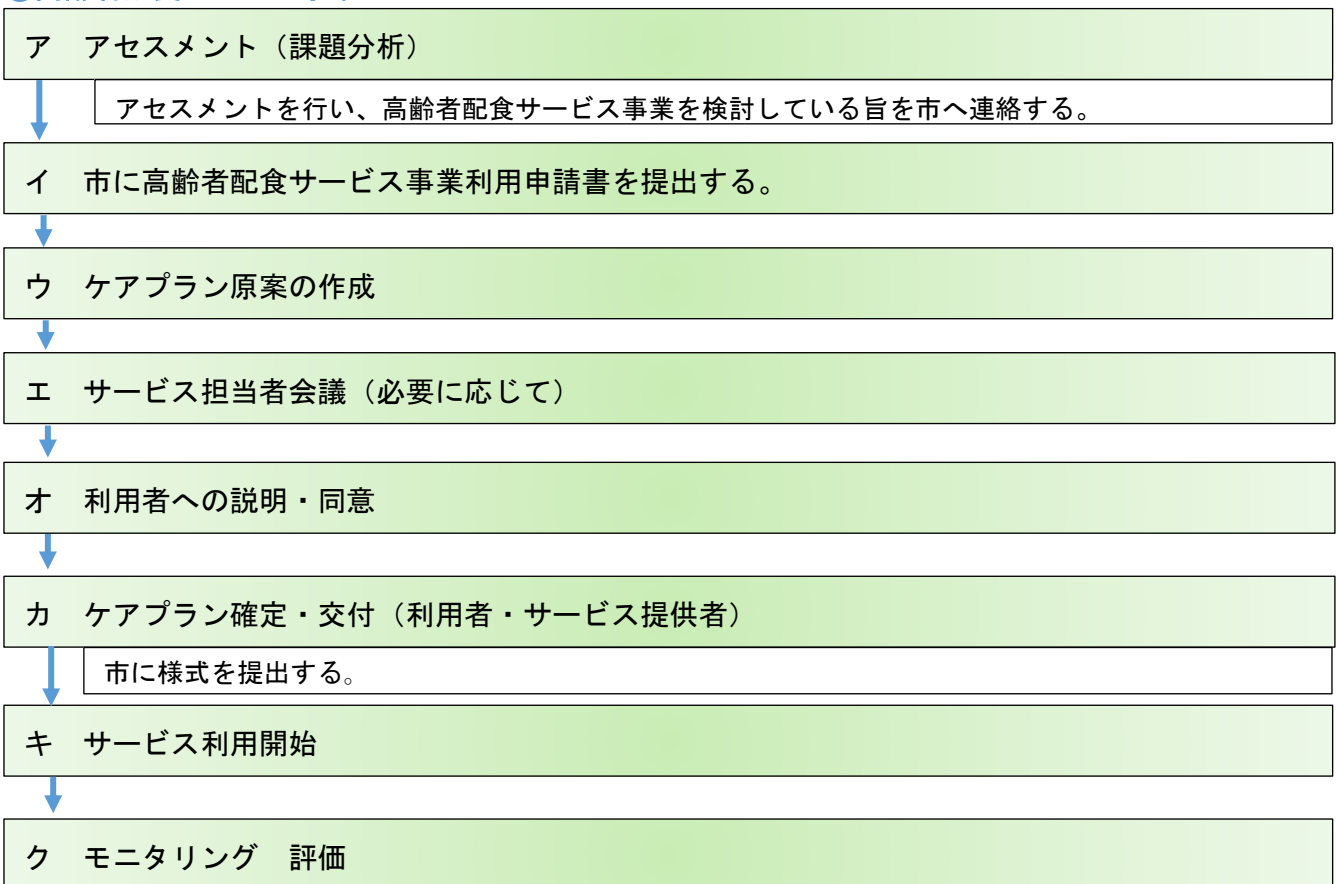 ア　アセスメント（課題分析）
アセスメントを行い、高齢者配食サービス事業を検討している旨を市へ連絡する。
イ　市に高齢者配食サービス事業利用申請書を提出する。
ウ　ケアプラン原案の作成
エ　サービス担当者会議（必要に応じて）
オ　利用者への説明・同意
カ　ケアプラン確定・交付（利用者・サービス提供者）
市に様式を提出する。
キ　サービス利用開始
ク　モニタリング　評価